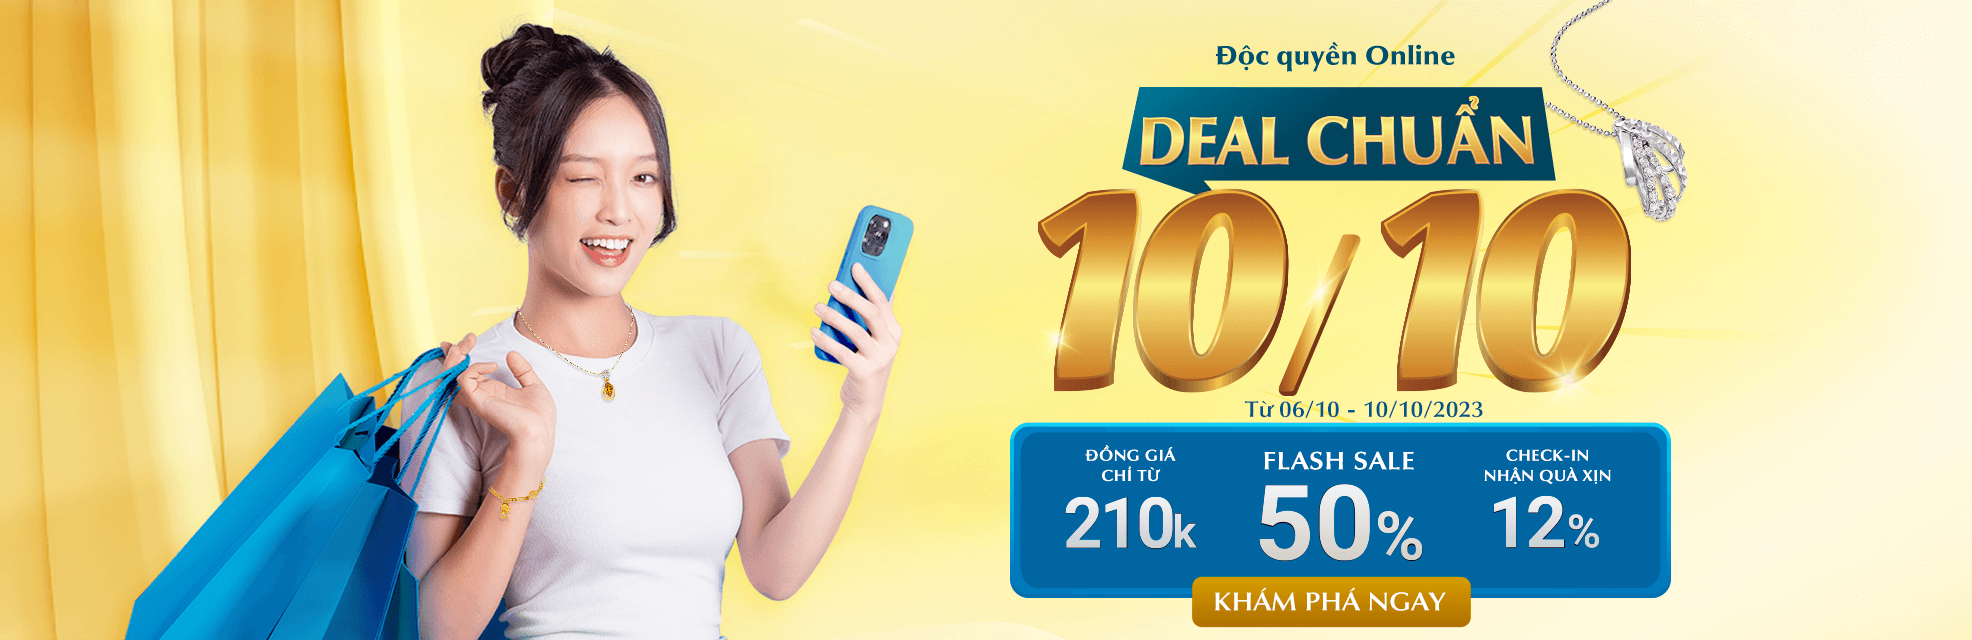 Độc quyền Online
DEAL CHUẨN
10/10
Từ 06/10 - 10/10/2023
ĐỒNG GIÁ
CHỈ TỪ
210k
FLASH SALE
50%
CHECK-IN
NHẬN QUÀ XỊN
12%
KHÁM PHÁ NGAY